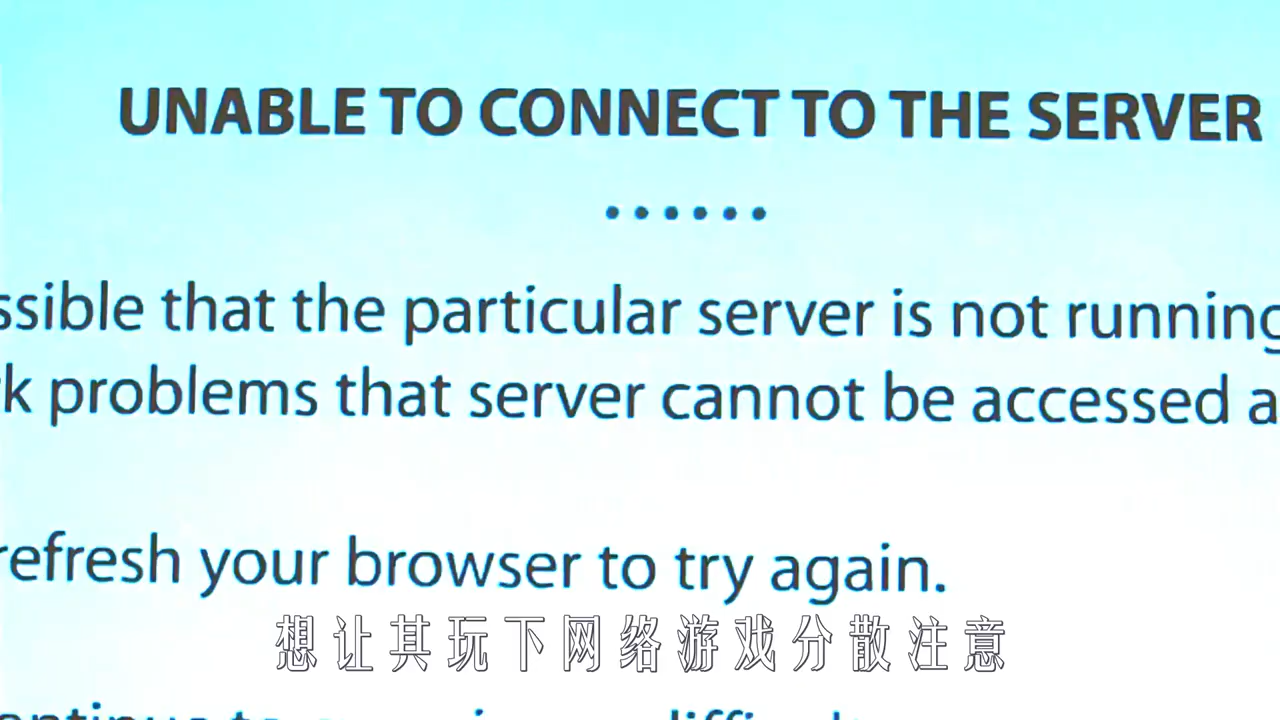 UNABLE TO CONNECT TO THE SERVER
......
ssible that the particular server is not running
k problems that server cannot be accessed a
refresh your browser to try again.
想让其玩下网络游戏分散注意